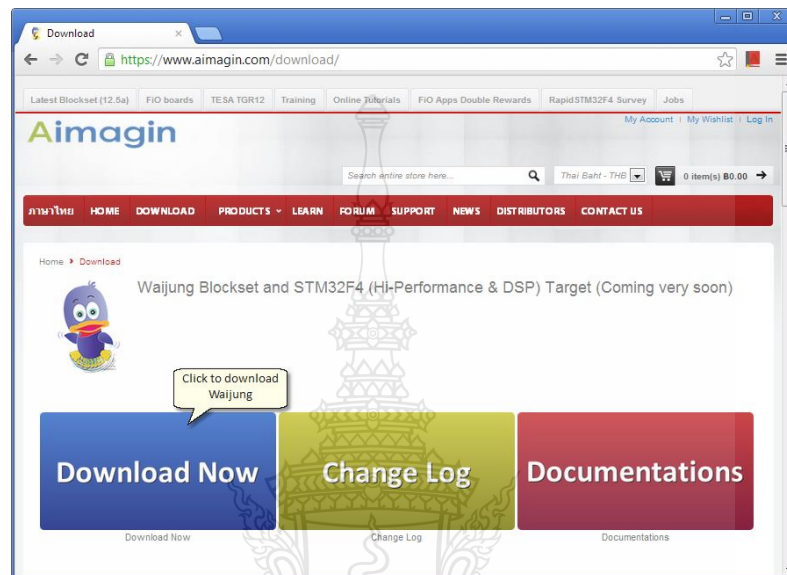 Download
https://www.aimagin.com/download/
Latest Blockset (12.5a) FiO boards TESA TGR12 Training Online Tutorials FiO Apps Double Rewards RapidSTM32F4 Survey Jobs
My Account | My Wishlist | Log In
Aimagin
Search entire store here... Thai Baht - THB 0 item(s) ฿0.00
ภาษาไทย HOME DOWNLOAD PRODUCTS LEARN FORUM SUPPORT NEWS DISTRIBUTORS CONTACT US
Home Download
Waijung Blockset and STM32F4 (Hi-Performance & DSP) Target (Coming very soon)
Click to download
Waijung
Download Now Change Log Documentations
Download Now Change Log Documentations